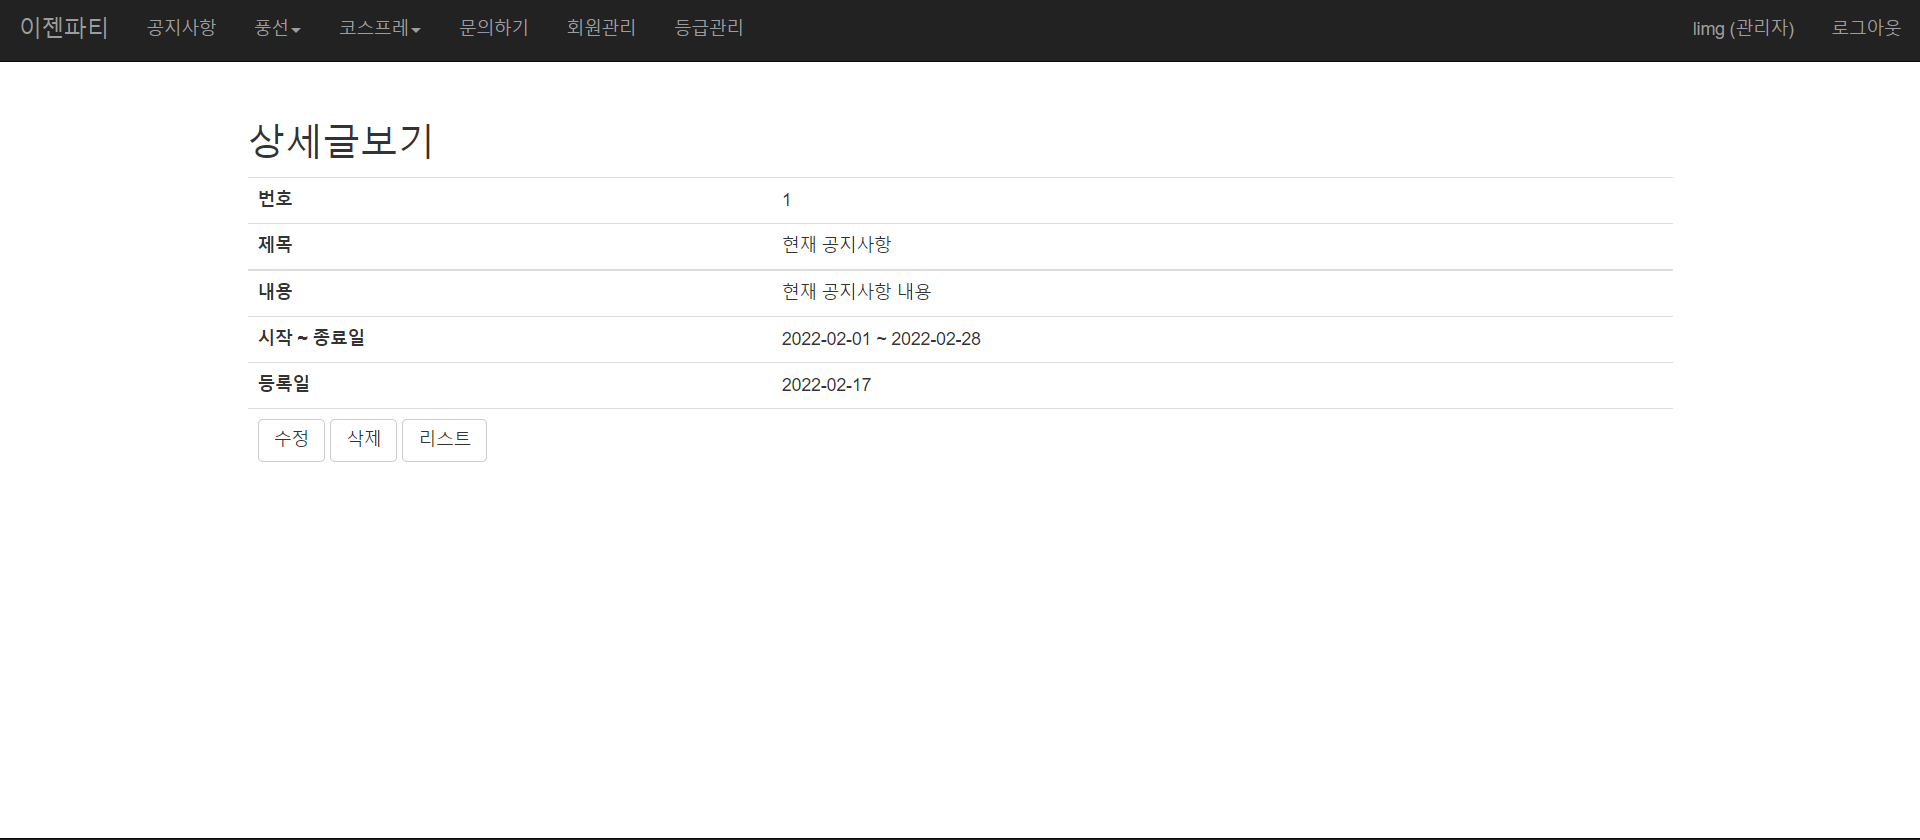 이젠파티 공지사항 풍선 코스프레 문의하기 회원관리 등급관리 limg (관리자) 로그아웃
상세글보기
번호 1
제목 현재 공지사항
내용 현재 공지사항 내용
시작 ~ 종료일 2022-02-01 ~ 2022-02-28
등록일 2022-02-17
수정 삭제 리스트